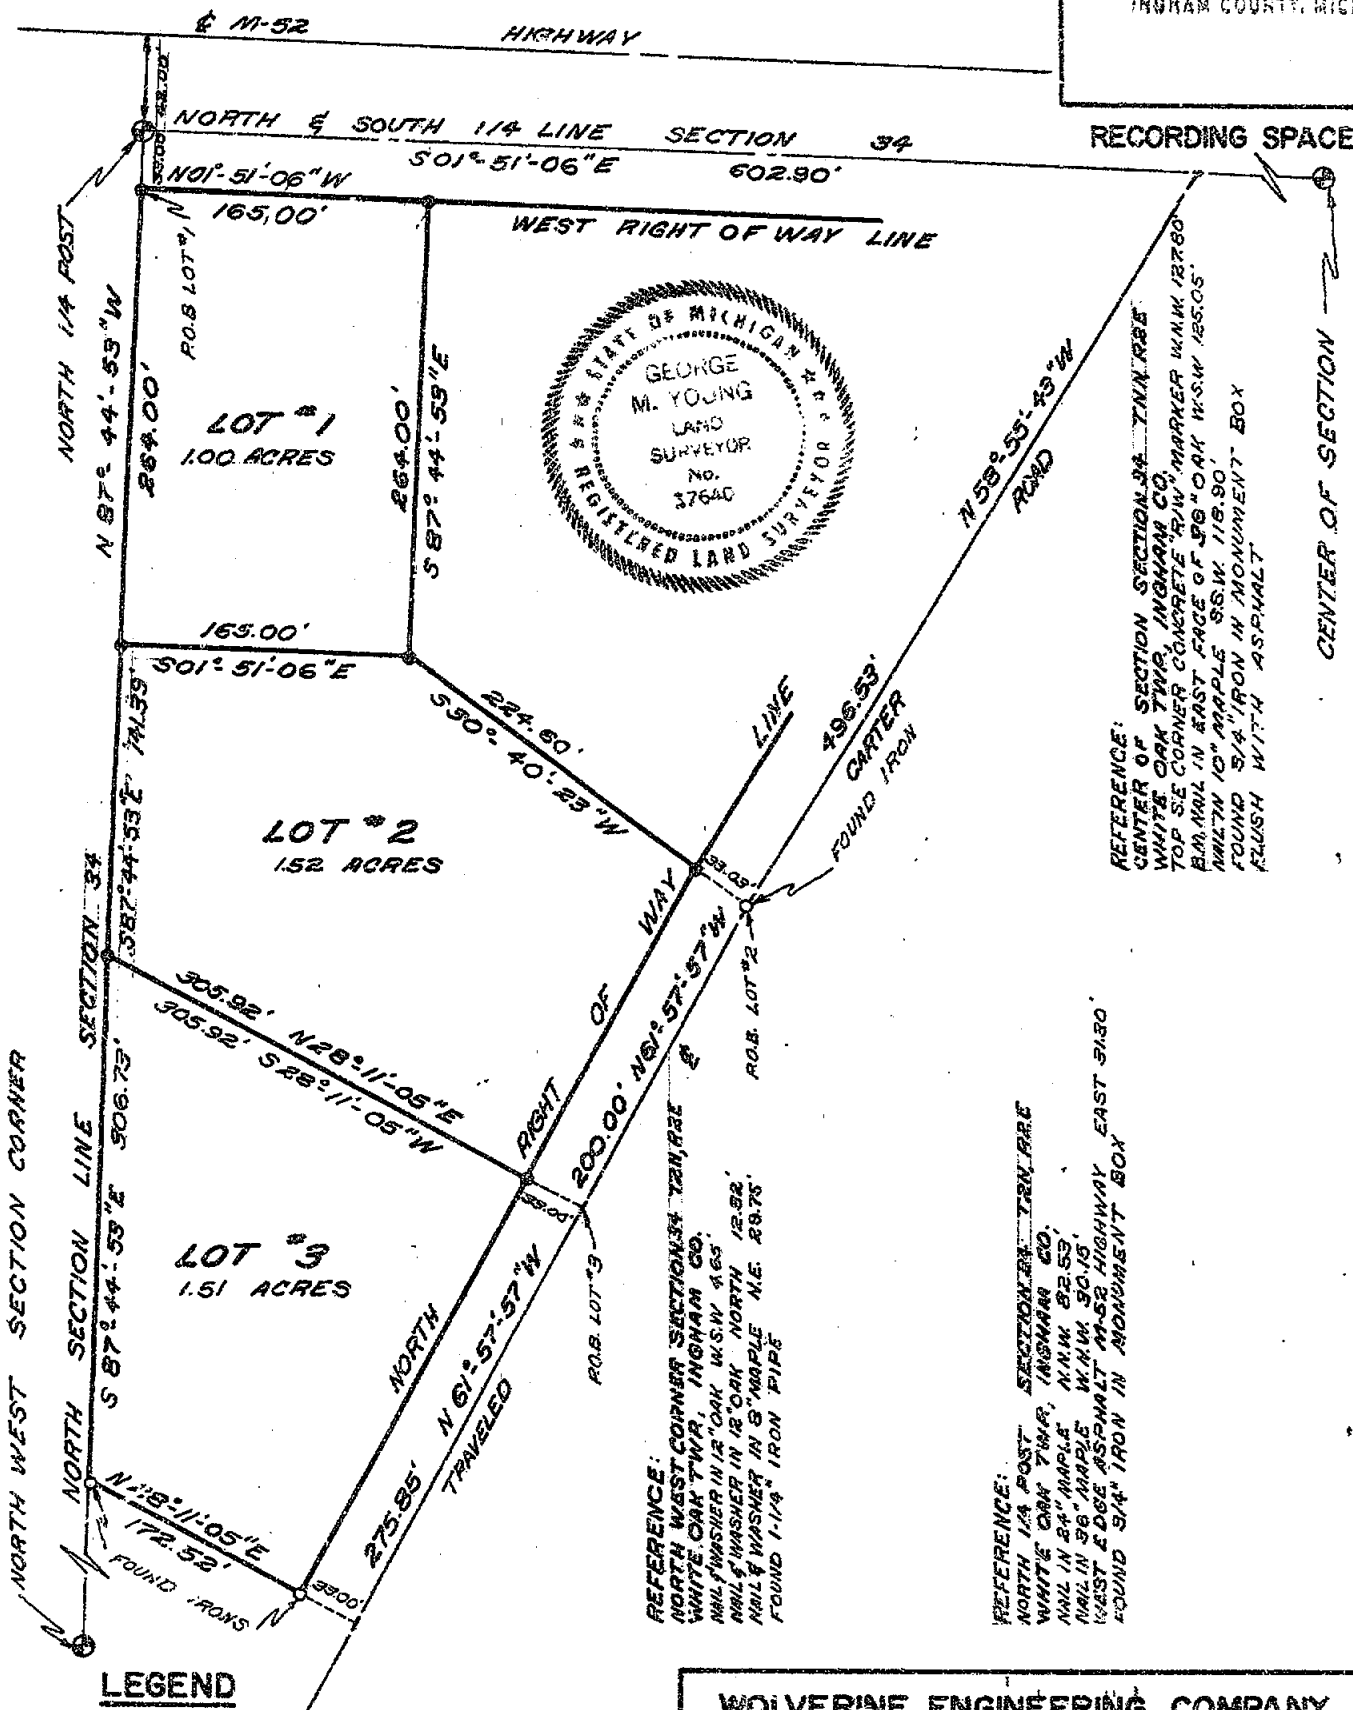 INGHAM COUNTY, MICH
₵ M-52 HIGHWAY
33.00' 42.00'
NORTH & SOUTH 1/4 LINE SECTION 34
S01°-51'-06"E 602.90'
RECORDING SPACE
N01°-51'-06"W
165.00'
WEST RIGHT OF WAY LINE
NORTH 1/4 POST
P.O.B LOT #1
N 87°-44'-53"W
264.00'
LOT #1
1.00 ACRES
264.00'
S 87°-44'-53"E
STATE OF MICHIGAN
GEORGE
M. YOUNG
LAND
SURVEYOR
No.
37640
REGISTERED LAND SURVEYOR
N 58°-55'-43"W
ROAD
496.53'
CARTER
FOUND IRON
CENTER OF SECTION
REFERENCE:
CENTER OF SECTION SECTION 34 T.N.R.R2E
WHITE OAK TWP., INGHAM CO.
TOP S.E CORNER CONCRETE "R/W" MARKER W.N.W. 127.80'
B.M. NAIL IN EAST FACE OF 36" OAK W.S.W 125.05'
NAIL IN 10" MAPLE S.S.W. 118.90'
FOUND 3/4" IRON IN MONUMENT BOX
FLUSH WITH ASPHALT
165.00'
S01°-51'-06"E
224.60'
S30°-40'-23"W
LINE
S87°-44'-53"E
LOT #2
1.52 ACRES
33.03'
WAY
OF
RIGHT
NORTH
P.O.B. LOT #2
200.00' N61°-57'-57"W
₵
305.92' N28°-11'-05"E
305.92' S28°-11'-05"W
NORTH SECTION LINE SECTION 34
S 87°-44'-53"E 906.73'
NORTH WEST SECTION CORNER
33.00'
P.O.B. LOT #3
LOT #3
1.51 ACRES
275.85' N 61°-57'-57"W
TRAVELED
N 28°-11'-05"E
172.52'
FOUND IRONS
33.00'
REFERENCE:
NORTH WEST CORNER SECTION 34 T2N, R2E
WHITE OAK TWP., INGHAM CO.
NAIL & WASHER IN 12" OAK W.S.W 4.65'
NAIL & WASHER IN 12" OAK NORTH 12.82'
NAIL & WASHER IN 8" MAPLE N.E. 29.75'
FOUND 1-1/4" IRON PIPE
REFERENCE:
NORTH 1/4 POST SECTION 34 T2N, R2E
WHITE OAK TWP., INGHAM CO.
NAIL IN 24" MAPLE N.N.W. 82.53'
NAIL IN 36" MAPLE W.N.W. 30.15'
WEST EDGE ASPHALT M-52 HIGHWAY EAST 31.30'
FOUND 3/4" IRON IN MONUMENT BOX
LEGEND
WOLVERINE ENGINEERING COMPANY